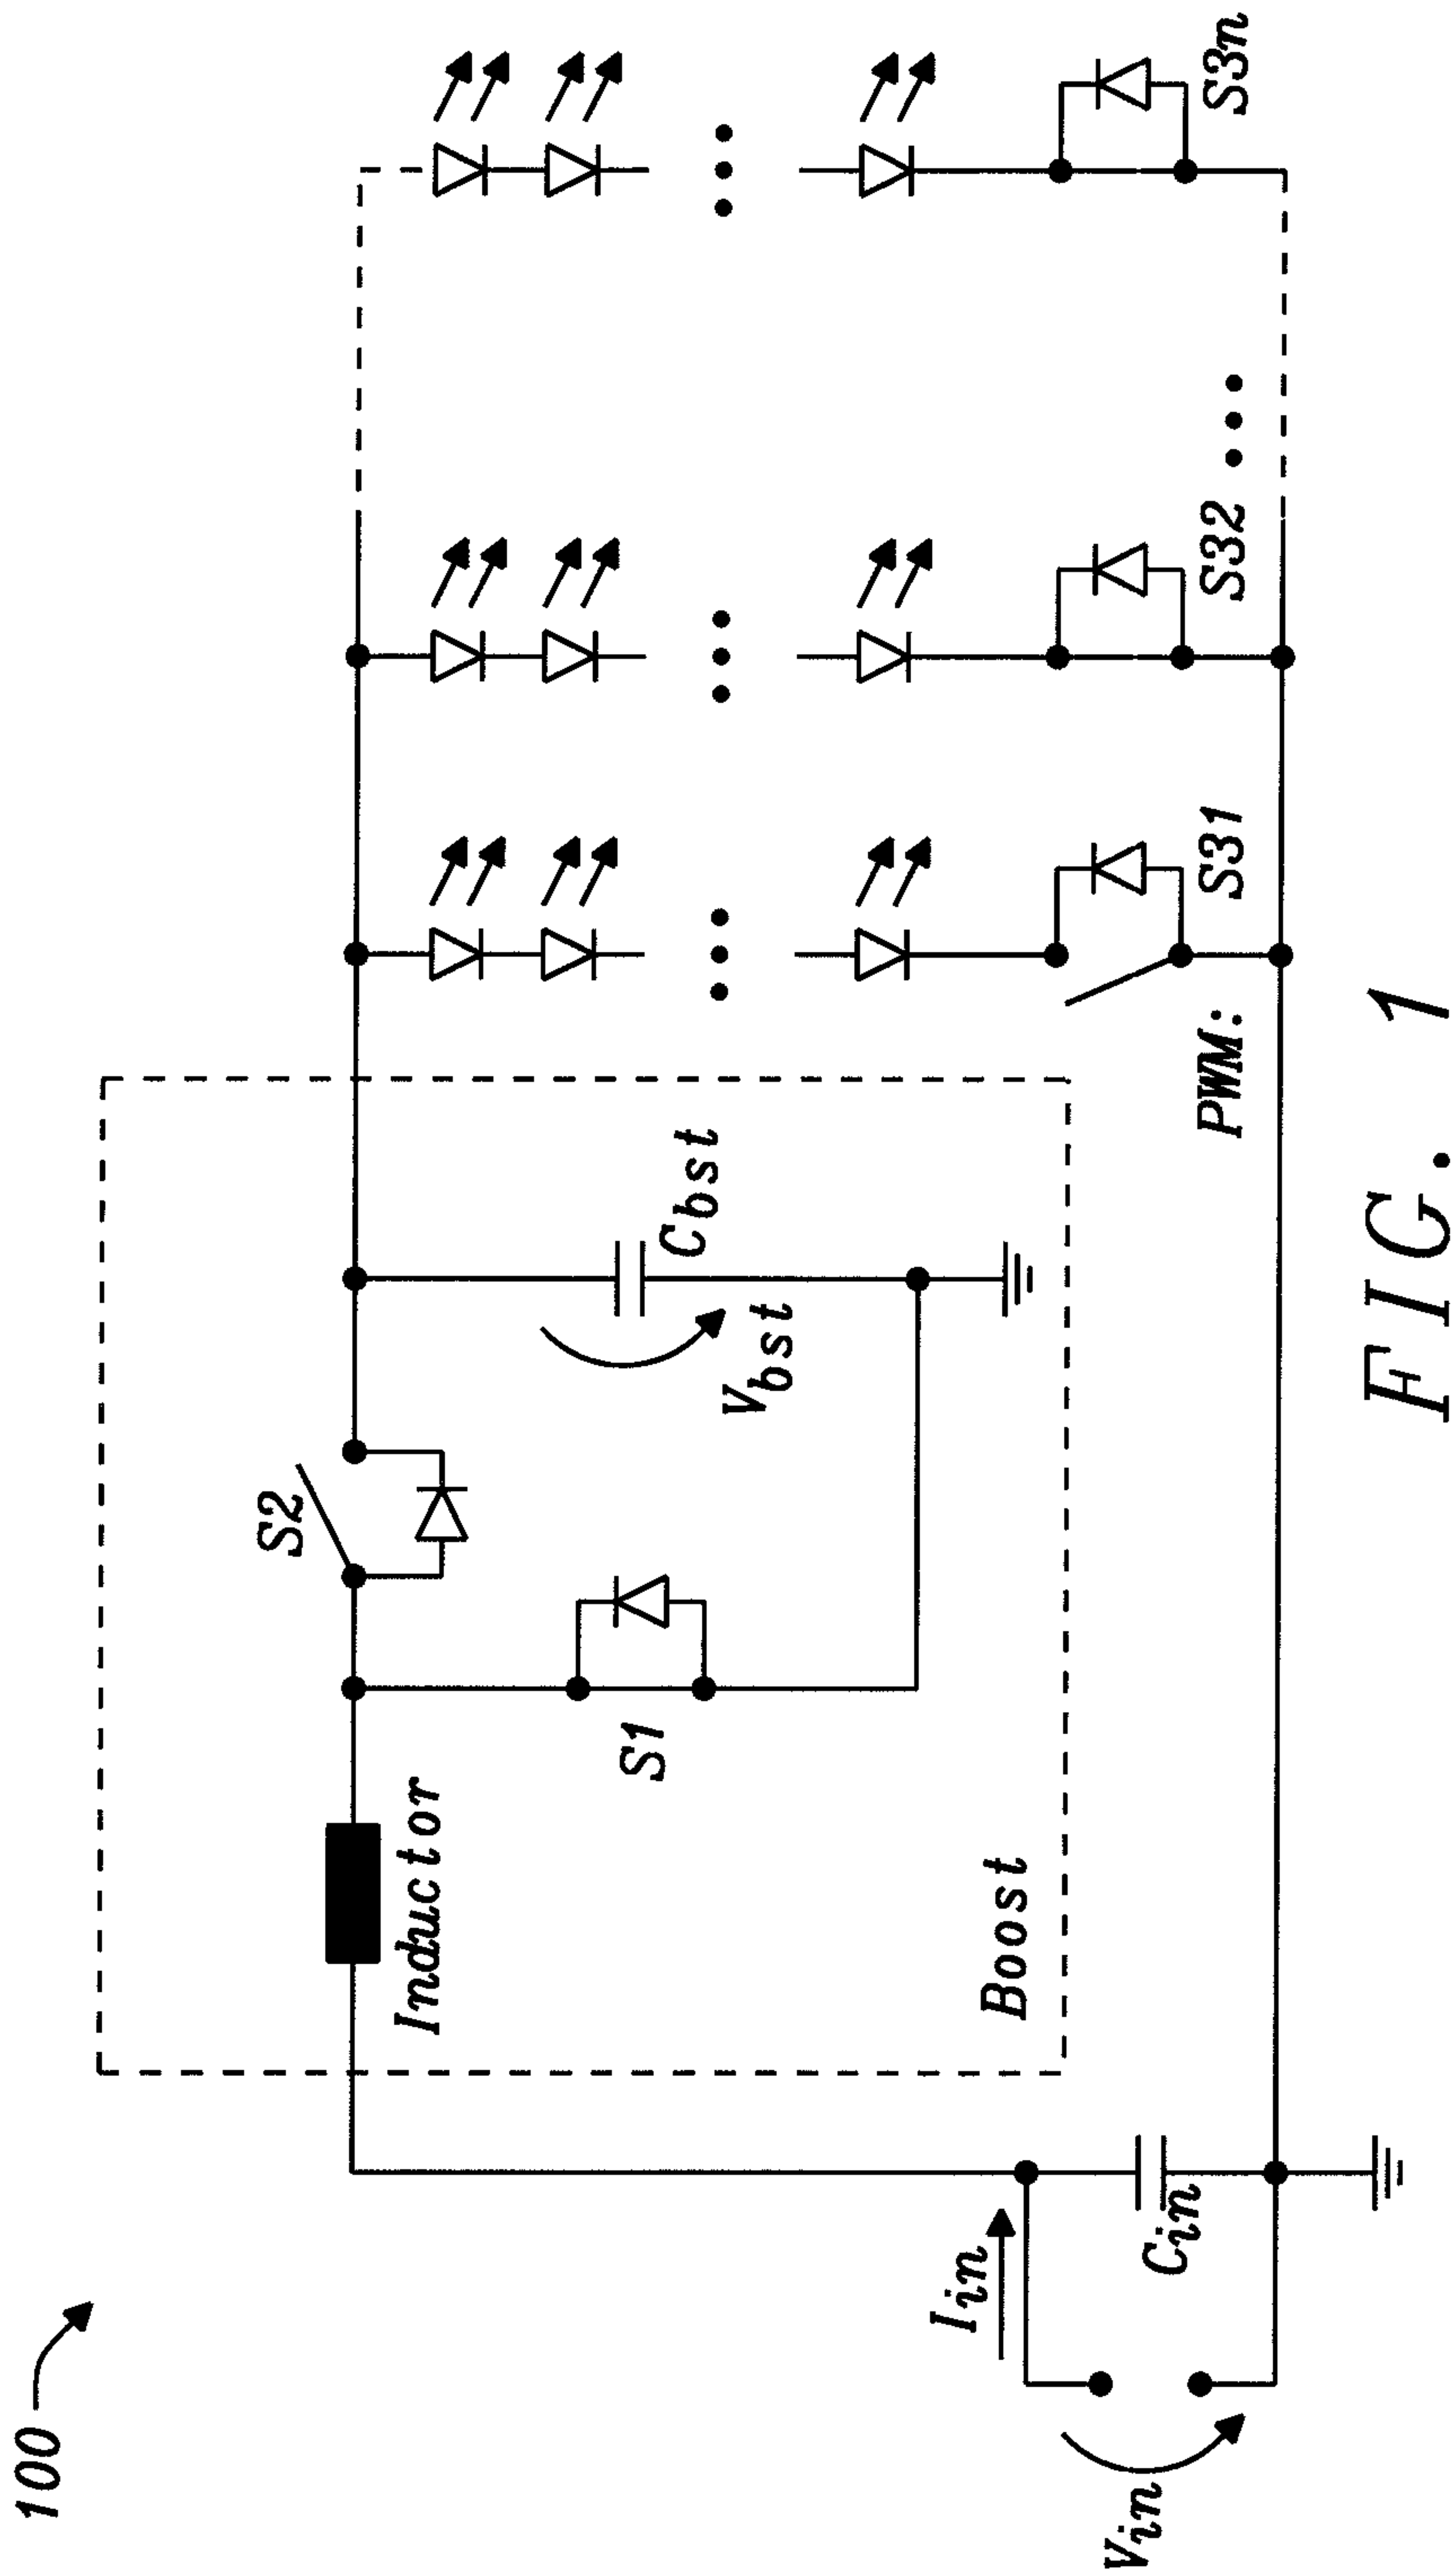 100
S2
Inductor
S1
Cbst
Vbst
Boost
Iin
Cin
Vin
PWM:
S31
S32
S3n
FIG. 1